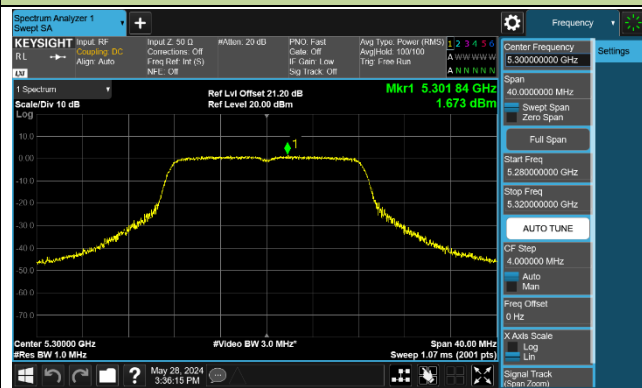 Spectrum Analyzer 1
Swept SA
Frequency
KEYSIGHT
RL
LXI
Input: RF
Coupling: DC
Align: Auto
Input Z: 50 Ω
Corrections: Off
Freq Ref: Int (S)
NFE: Off
#Atten: 20 dB
PNO: Fast
Gate: Off
IF Gain: Low
Sig Track: Off
Avg Type: Power (RMS)
Avg|Hold: 100/100
Trig: Free Run
1 2 3 4 5 6
A W W W W W
A N N N N N
1 Spectrum
Scale/Div 10 dB
Log
Ref Lvl Offset 21.20 dB
Ref Level 20.00 dBm
Mkr1 5.301 84 GHz
1.673 dBm
1
10.0
0.00
-10.0
-20.0
-30.0
-40.0
-50.0
-60.0
-70.0
Center 5.30000 GHz
#Res BW 1.0 MHz
#Video BW 3.0 MHz*
Span 40.00 MHz
Sweep 1.07 ms (2001 pts)
May 28, 2024
3:36:15 PM
Center Frequency
5.300000000 GHz
Settings
Span
40.0000000 MHz
Swept Span
Zero Span
Full Span
Start Freq
5.280000000 GHz
Stop Freq
5.320000000 GHz
AUTO TUNE
CF Step
4.000000 MHz
Auto
Man
Freq Offset
0 Hz
X Axis Scale
Log
Lin
Signal Track
(Span Zoom)